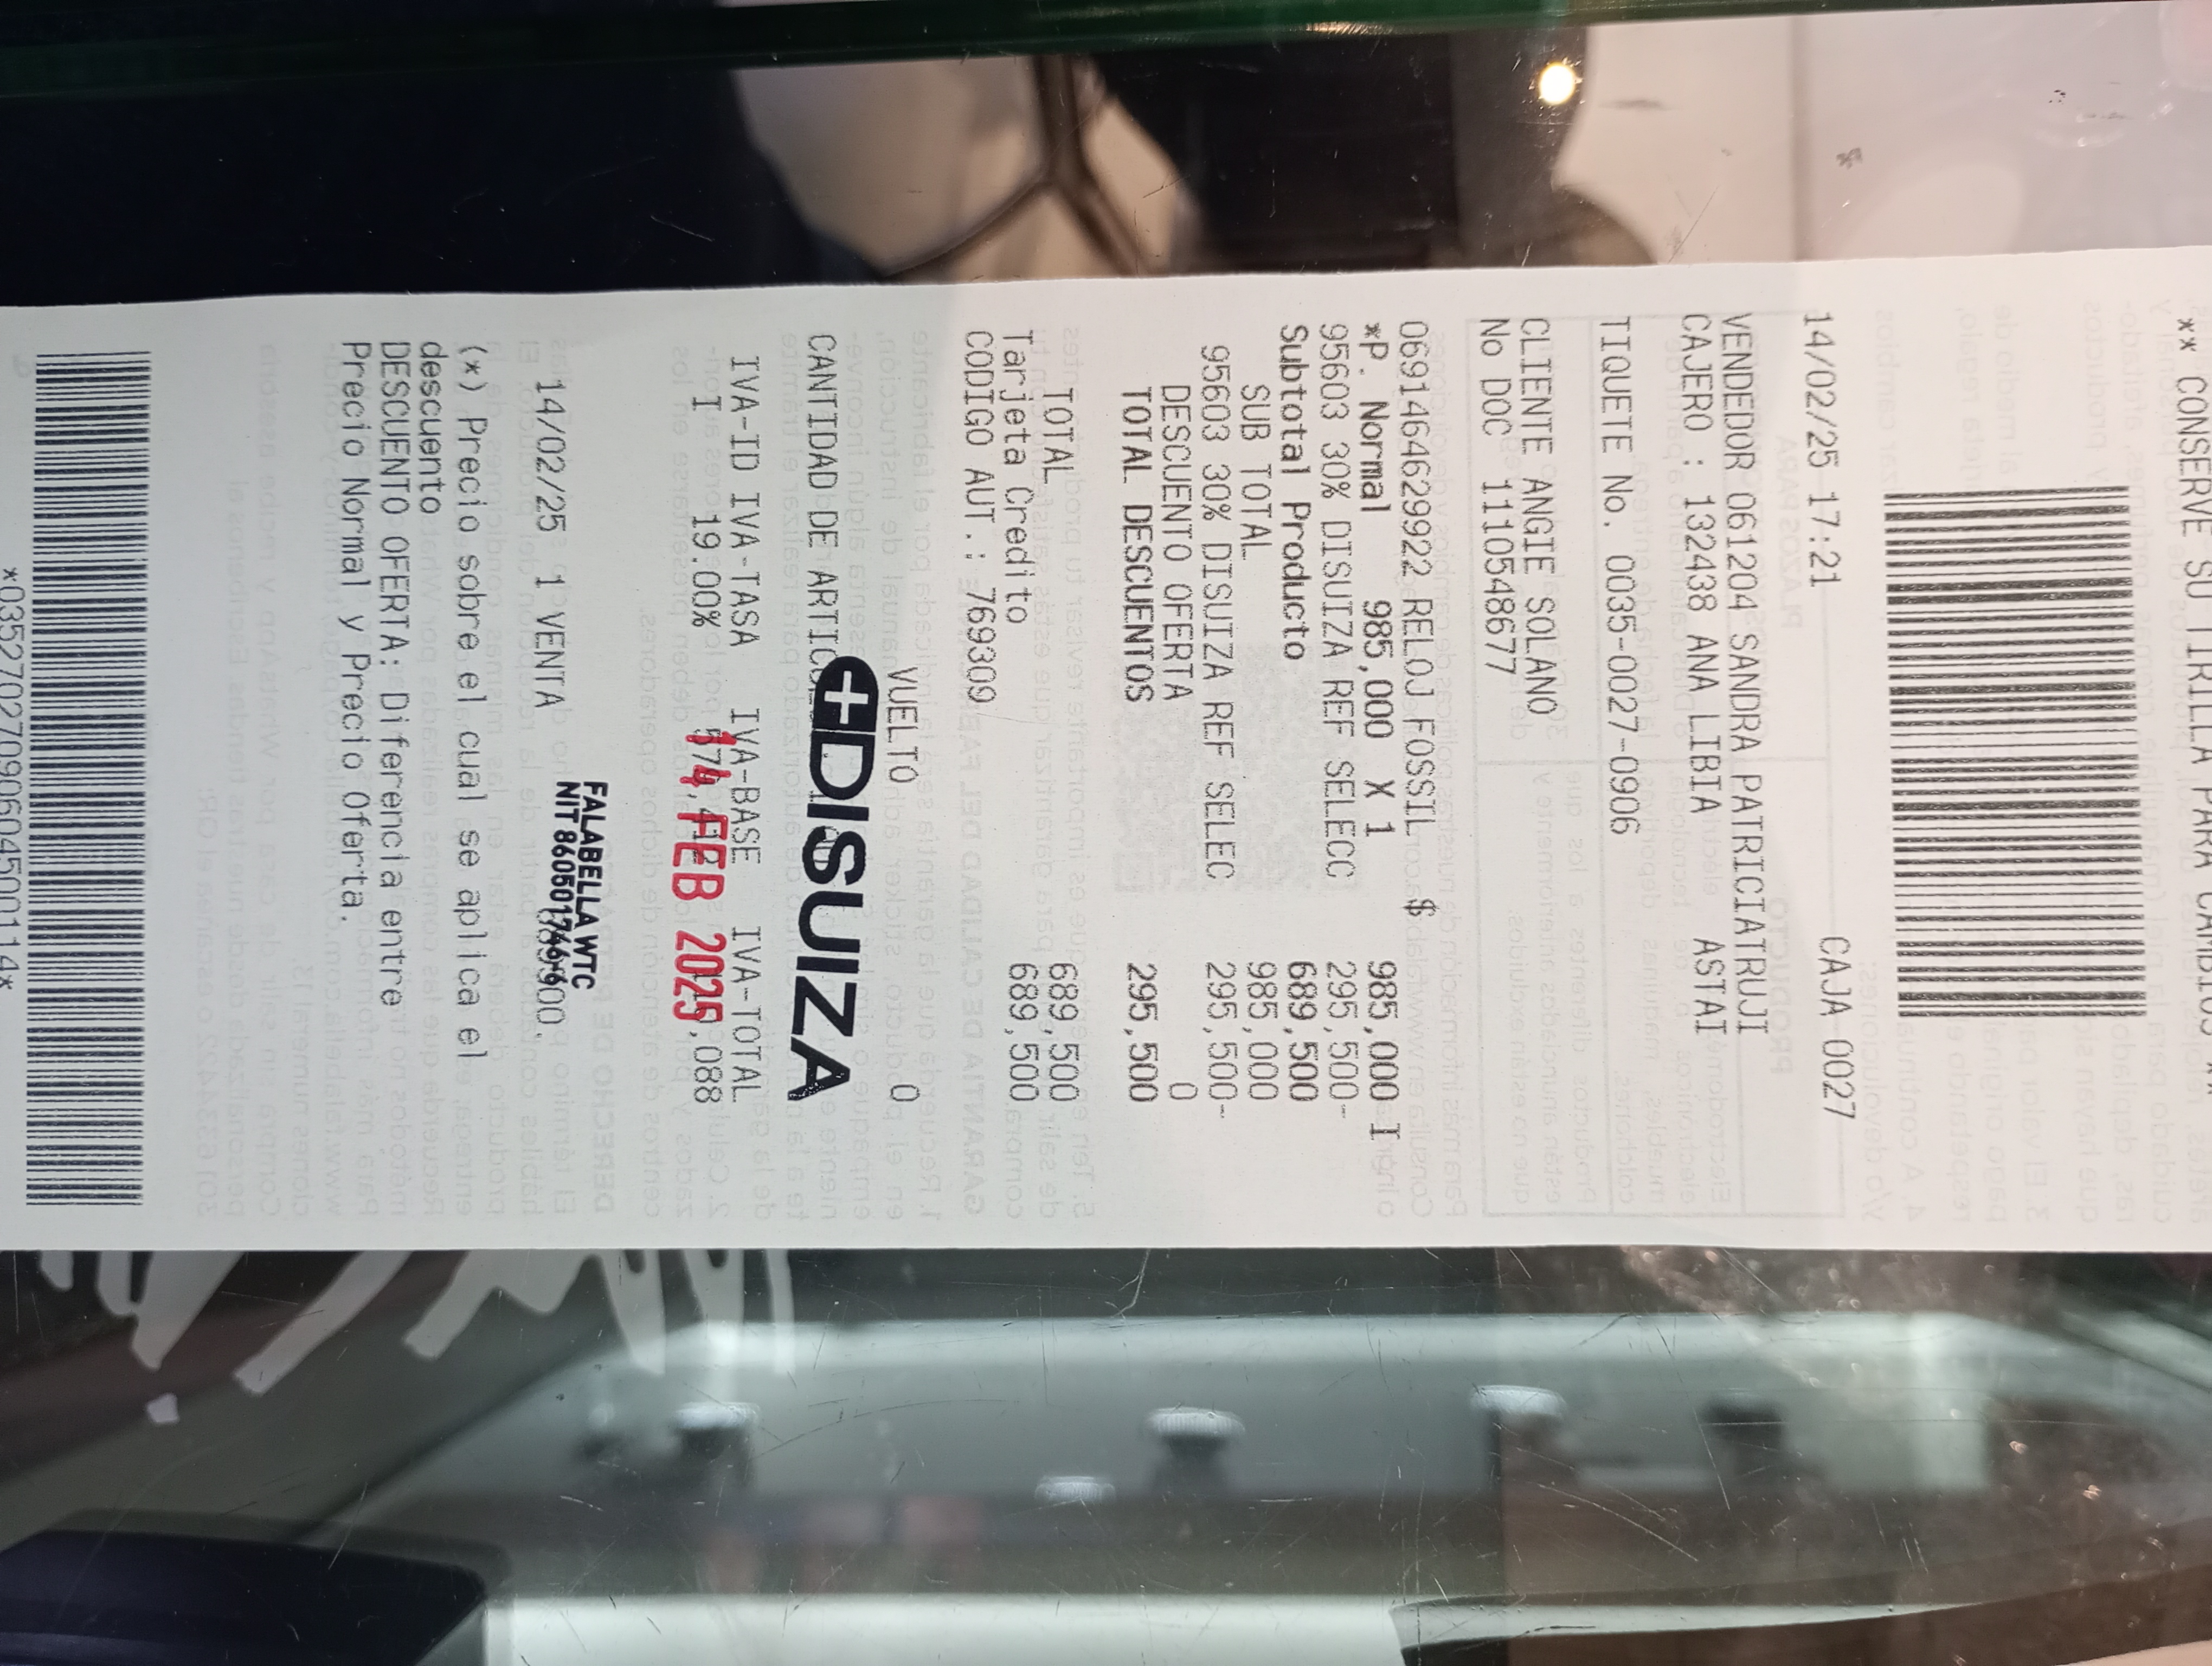 ** CONSERVE SU TIRILLA PARA CAMBIOS **
14/02/25 17:21 CAJA 0027
VENDEDOR 061204 SANDRA PATRICIATRUJI
CAJERO : 132438 ANA LIBIA ASTAI
TIQUETE No. 0035-0027-0906
CLIENTE ANGIE SOLANO
No DOC 1110548677
0691464629922 RELOJ FOSSIL $ 985,000 I
*P. Normal 985,000 X 1
95603 30% DISUIZA REF SELECC 295,500-
Subtotal Producto 689,500
SUB TOTAL 985,000
95603 30% DISUIZA REF SELEC 295,500-
DESCUENTO OFERTA 0
TOTAL DESCUENTOS 295,500
TOTAL 689,500
Tarjeta Credito 689,500
CODIGO AUT.: 769309
VUELTO 0
CANTIDAD DE
DISUIZA
IVA-ID IVA-TASA IVA-BASE IVA-TOTAL
I 19.00%
14 FEB 2025
FALABELLA WTC
NIT
14/02/25 1 VENTA
(*) Precio sobre el cual se aplica el
descuento
DESCUENTO OFERTA: Diferencia entre
Precio Normal y Precio Oferta.